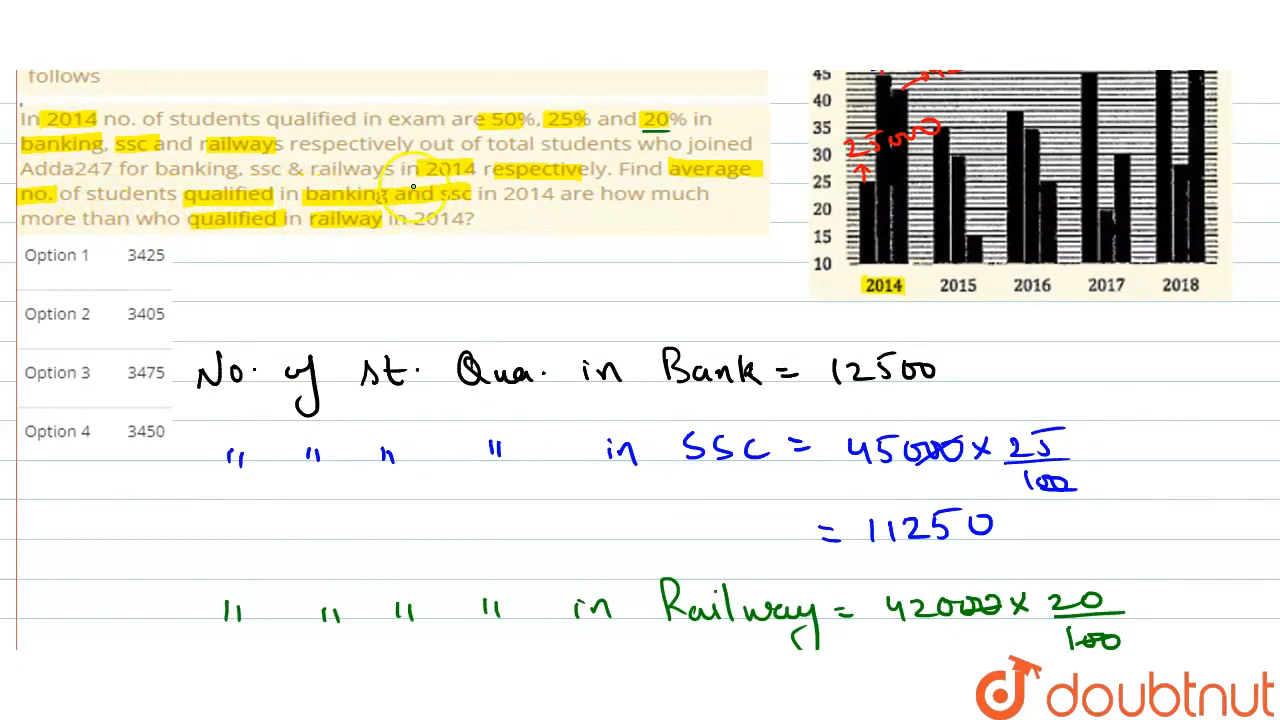 follows
In 2014 no. of students qualified in exam are 50%, 25% and 20% in
banking, ssc and railways respectively out of total students who joined
Adda247 for banking, ssc & railways in 2014 respectively. Find average
no. of students qualified in banking and ssc in 2014 are how much
more than who qualified in railway in 2014?
Option 1 3425
Option 2 3405
Option 3 3475
Option 4 3450
45
40
35
30
25
20
15
10
25000
2014 2015 2016 2017 2018
No. of st. Qua. in Bank = 12500
" " " " in SSC = 45000 × 25/100
= 11250
" " " " in Railway = 42000 × 20/100
doubtnut